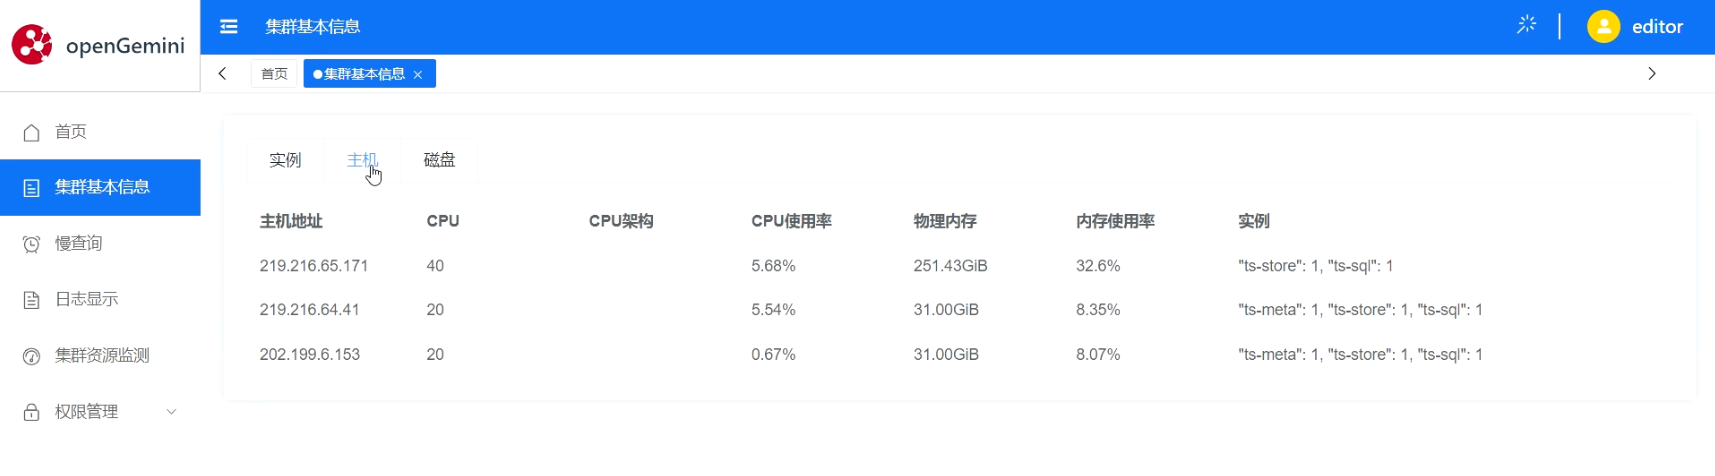 openGemini
集群基本信息
editor
首页
集群基本信息
首页
集群基本信息
慢查询
日志显示
集群资源监测
权限管理
实例 主机 磁盘
主机地址 CPU CPU架构 CPU使用率 物理内存 内存使用率 实例
219.216.65.171 40 5.68% 251.43GiB 32.6% "ts-store": 1, "ts-sql": 1
219.216.64.41 20 5.54% 31.00GiB 8.35% "ts-meta": 1, "ts-store": 1, "ts-sql": 1
202.199.6.153 20 0.67% 31.00GiB 8.07% "ts-meta": 1, "ts-store": 1, "ts-sql": 1